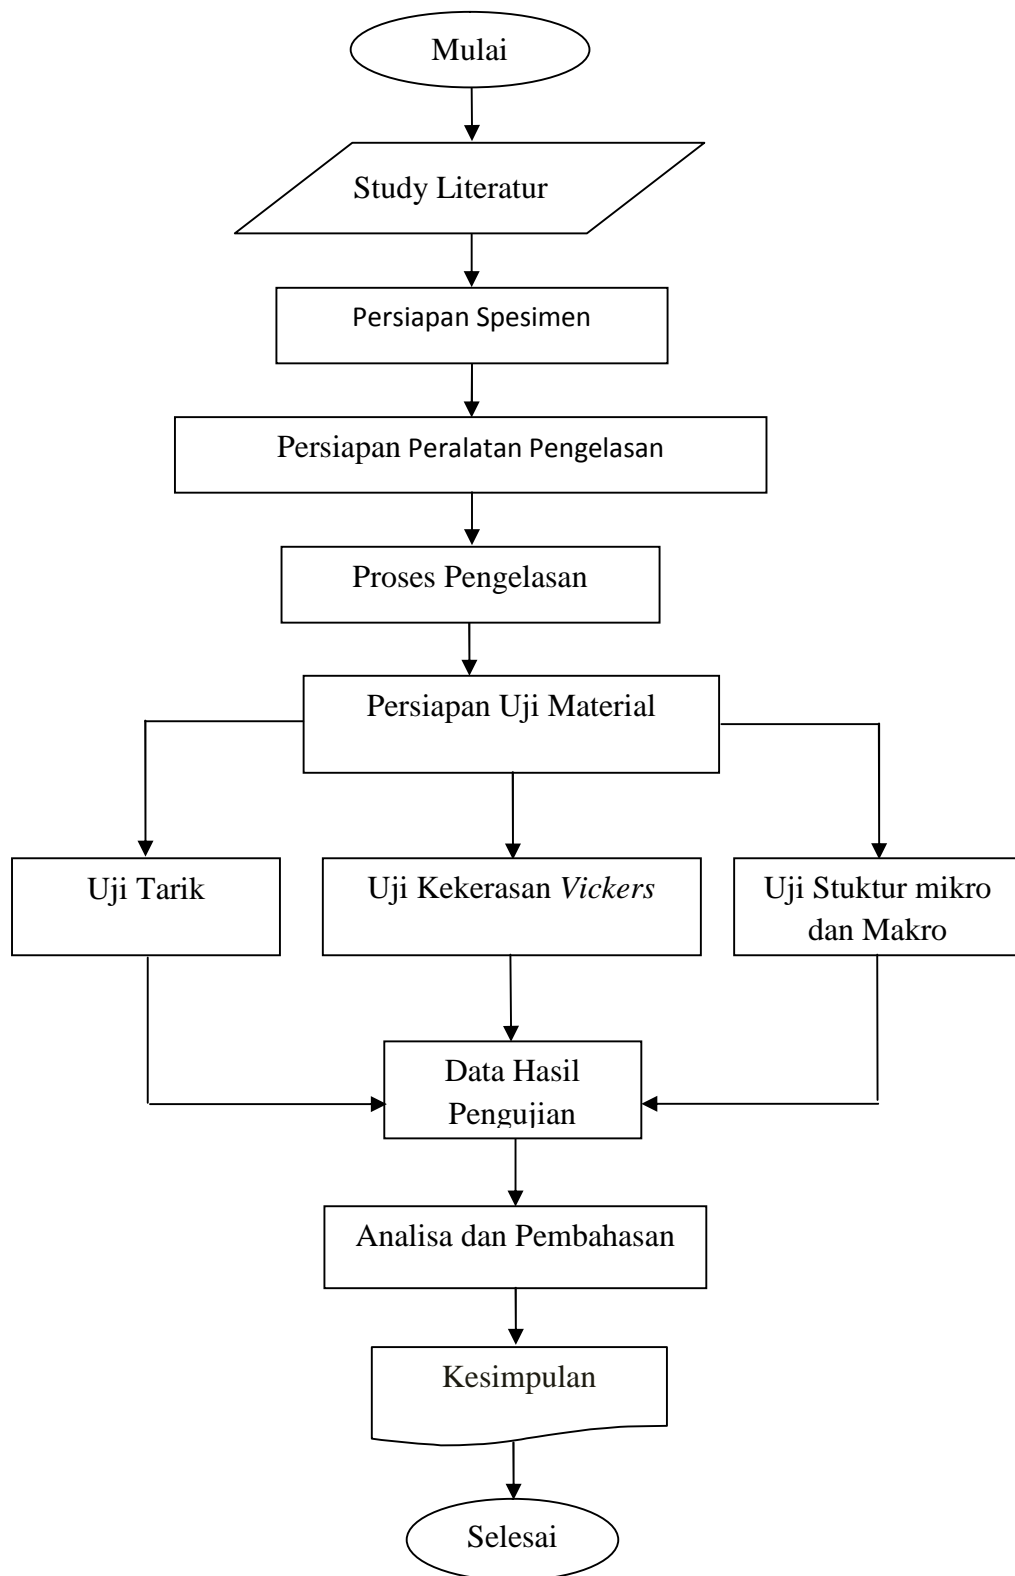 Mulai
Study Literatur
Persiapan Spesimen
Persiapan Peralatan Pengelasan
Proses Pengelasan
Persiapan Uji Material
Uji Tarik
Uji Kekerasan Vickers
Uji Stuktur mikro
dan Makro
Data Hasil
Pengujian
Analisa dan Pembahasan
Kesimpulan
Selesai